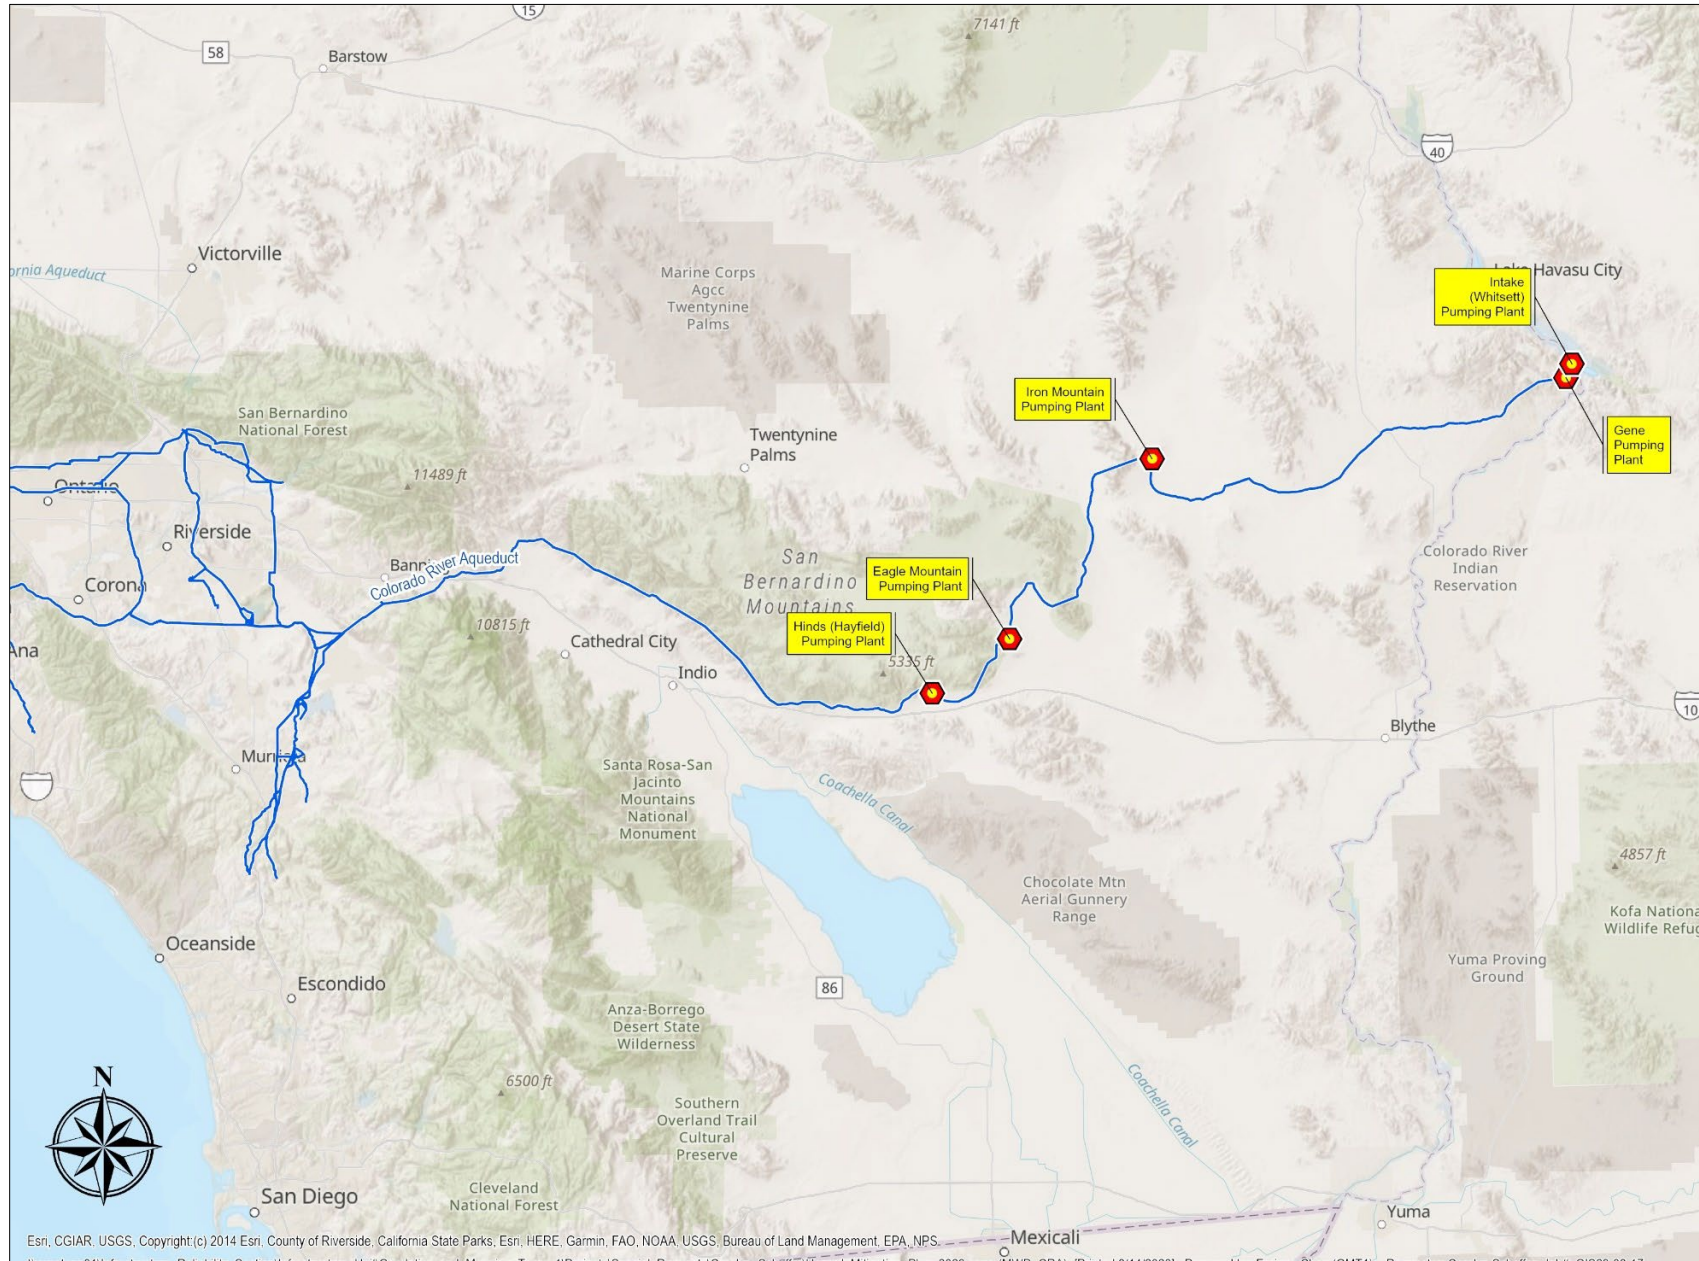 15
7141 ft
58
Barstow
40
Victorville
ornia Aqueduct
Marine Corps
Agcc
Twentynine
Palms
Lake Havasu City
Intake
(Whitsett)
Pumping Plant
Iron Mountain
Pumping Plant
San Bernardino
National Forest
Gene
Pumping
Plant
Twentynine
Palms
11489 ft
Ontario
Riverside
Colorado River
Indian
Reservation
Banning
Colorado River Aqueduct
San
Bernardino
Mountains
Eagle Mountain
Pumping Plant
Corona
10815 ft
Hinds (Hayfield)
Pumping Plant
Cathedral City
Ana
5335 ft
Indio
10
Blythe
Murrieta
Santa Rosa-San
Jacinto
Mountains
National
Monument
Coachella Canal
4857 ft
Chocolate Mtn
Aerial Gunnery
Range
Kofa Nationa
Wildlife Refug
Oceanside
Yuma Proving
Ground
Escondido
86
Anza-Borrego
Desert State
Wilderness
N
6500 ft
Coachella Canal
Southern
Overland Trail
Cultural
Preserve
Cleveland
National Forest
San Diego
Yuma
Mexicali
Esri, CGIAR, USGS, Copyright:(c) 2014 Esri, County of Riverside, California State Parks, Esri, HERE, Garmin, FAO, NOAA, USGS, Bureau of Land Management, EPA, NPS.